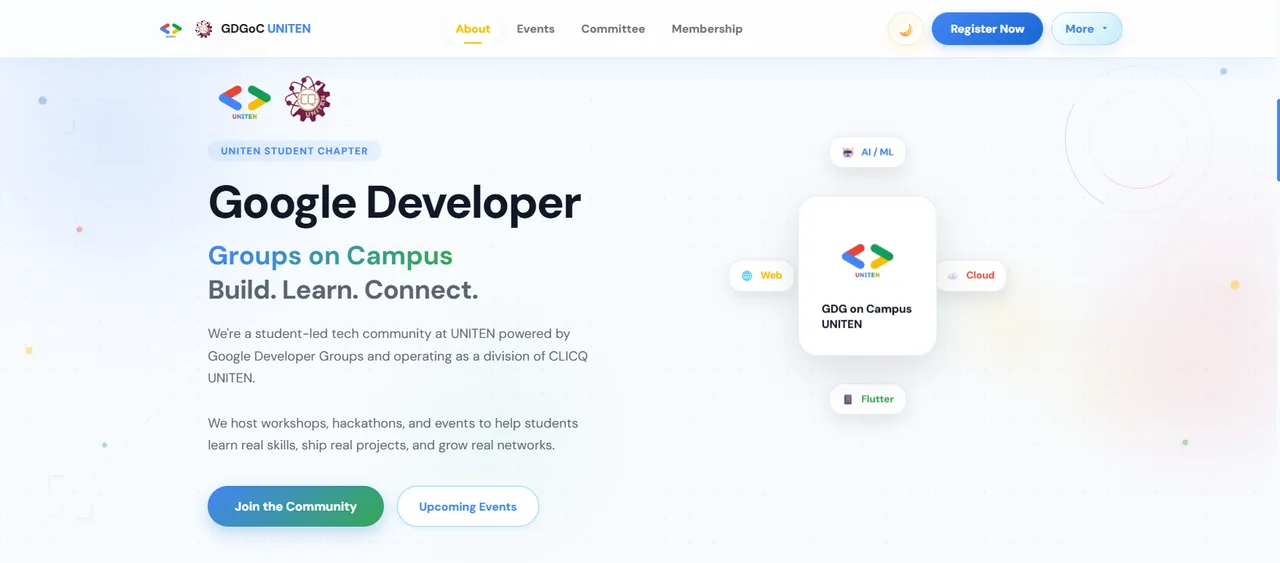 GDGoC UNITEN
About
Events
Committee
Membership
Register Now
More
UNITEN
UNITEN STUDENT CHAPTER
Google Developer
Groups on Campus
Build. Learn. Connect.
We're a student-led tech community at UNITEN powered by
Google Developer Groups and operating as a division of CLICQ
UNITEN.
We host workshops, hackathons, and events to help students
learn real skills, ship real projects, and grow real networks.
Join the Community
Upcoming Events
AI / ML
Web
UNITEN
GDG on Campus
UNITEN
Cloud
Flutter